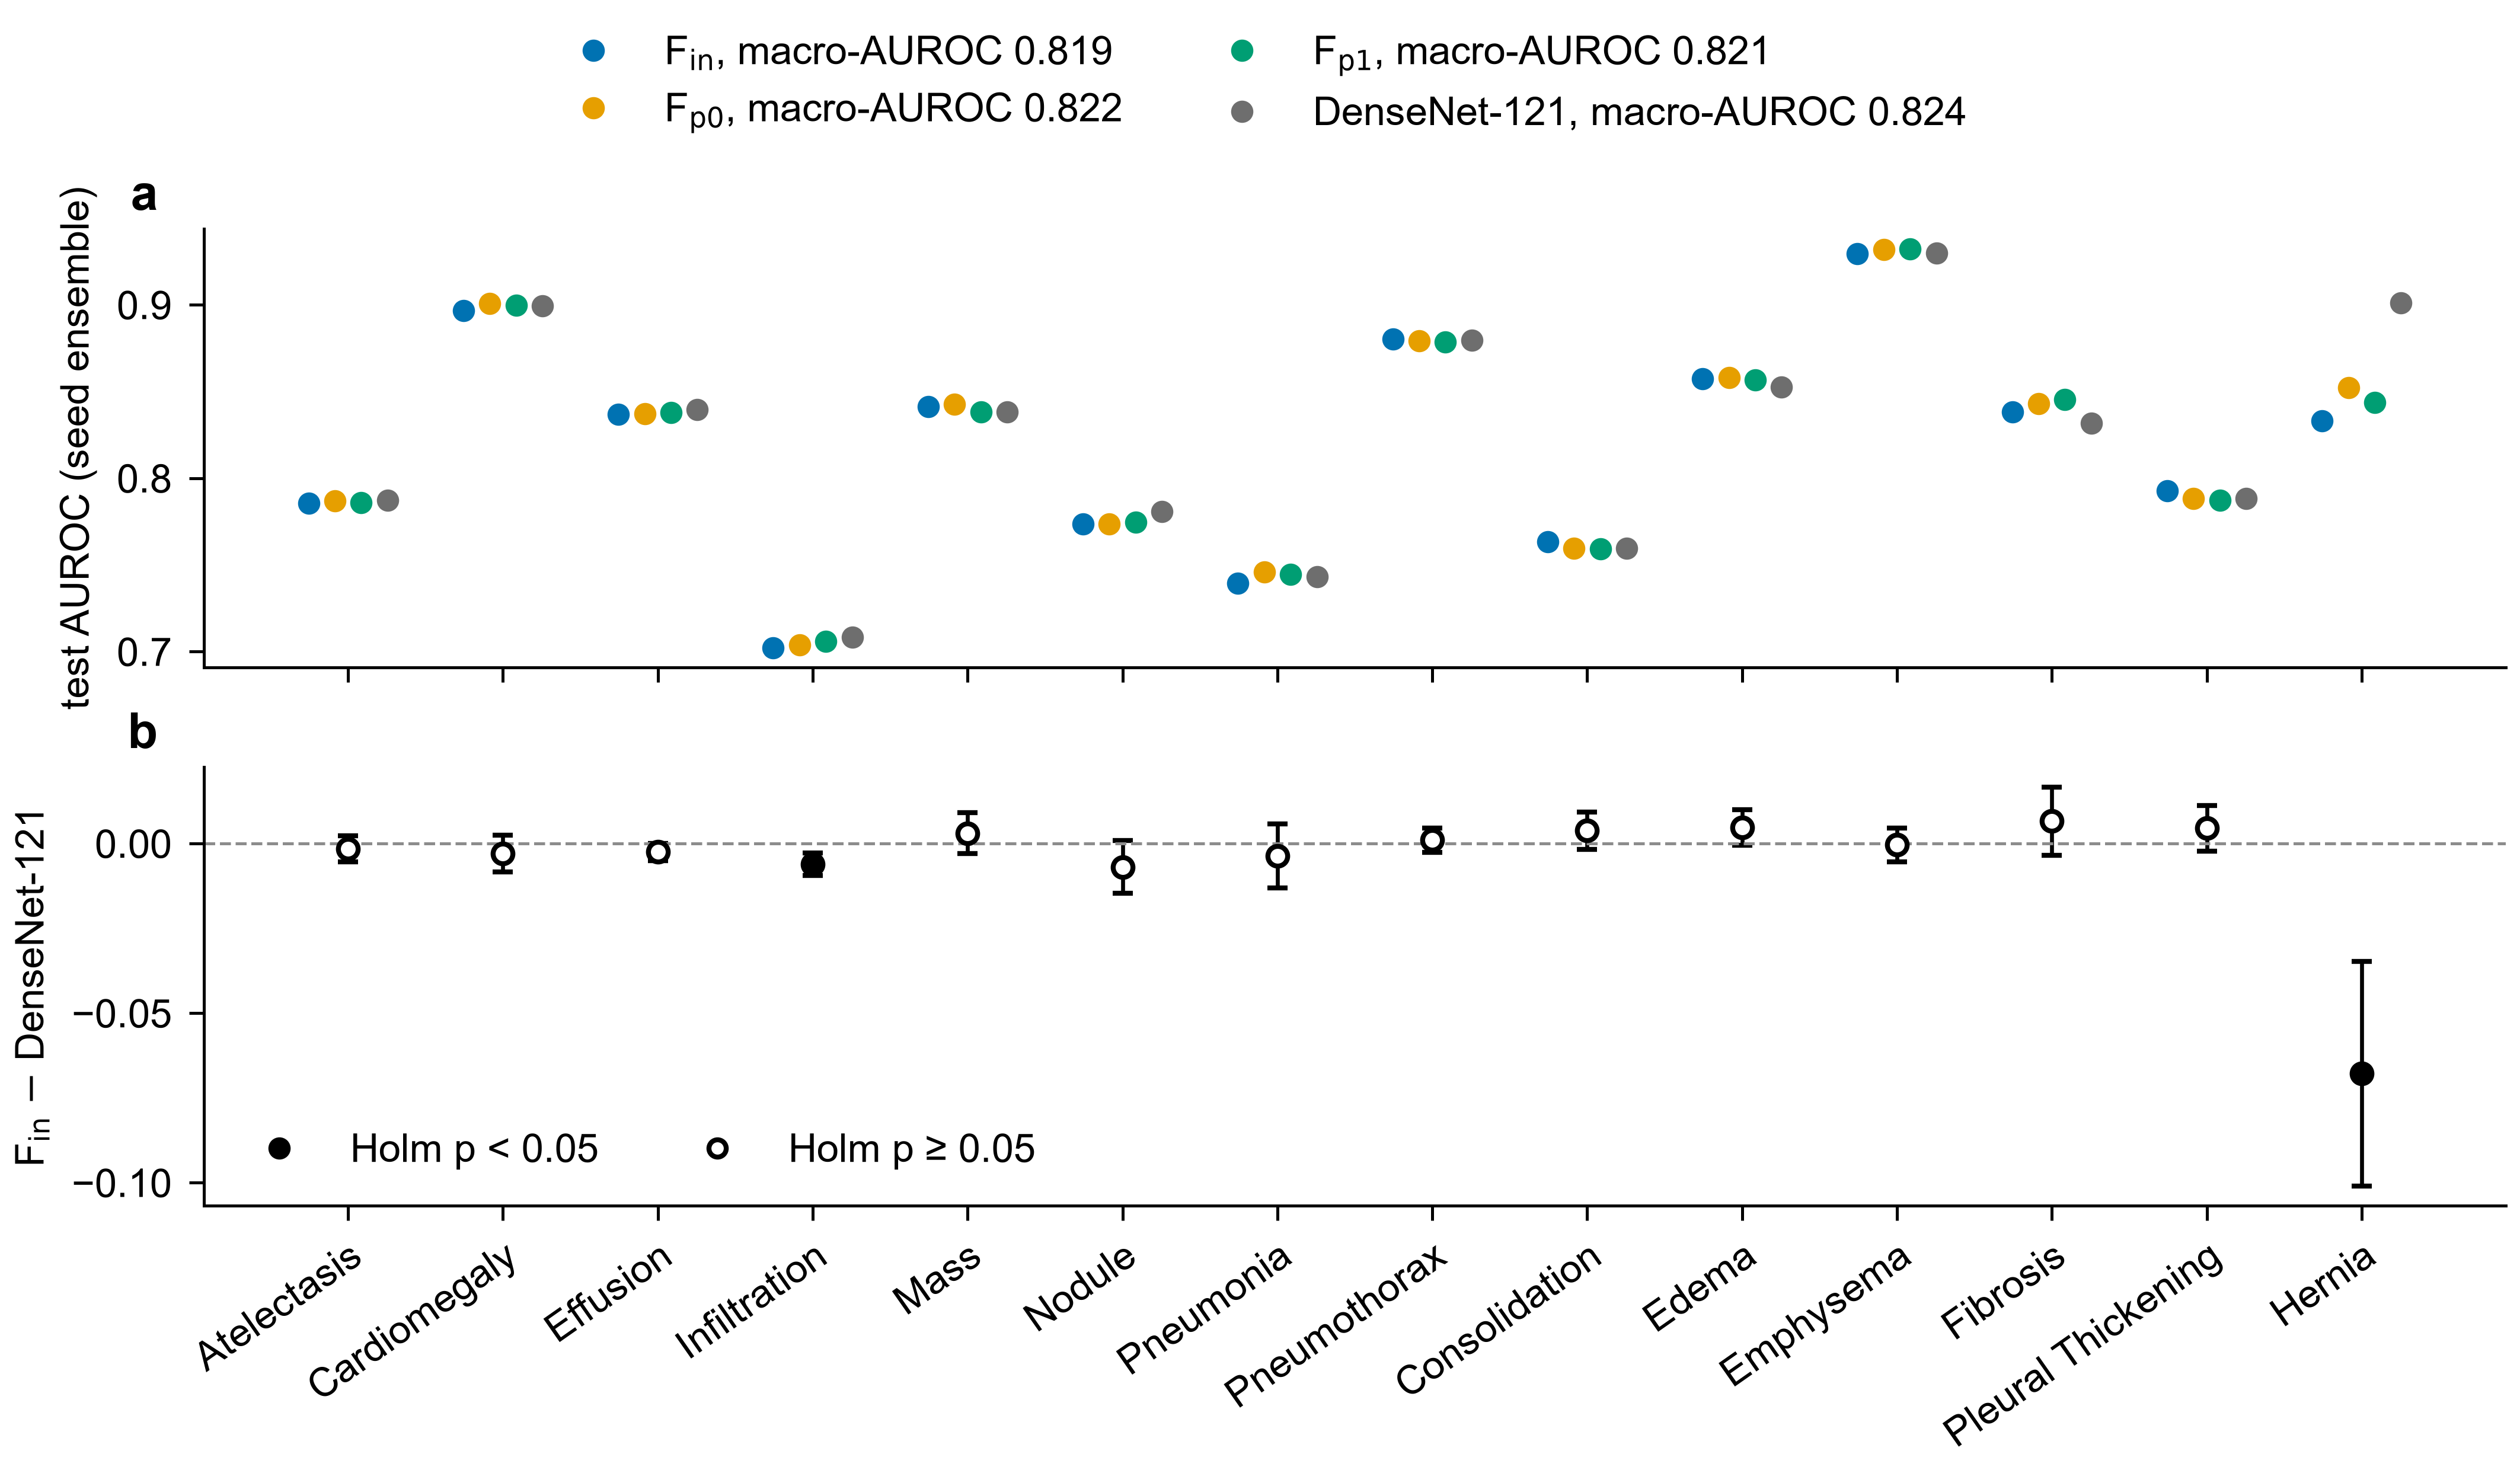 F_in, macro-AUROC 0.819
F_p0, macro-AUROC 0.822
F_p1, macro-AUROC 0.821
DenseNet-121, macro-AUROC 0.824
a
test AUROC (seed ensemble)
0.9
0.8
0.7
b
F_in − DenseNet-121
0.00
−0.05
−0.10
Holm p < 0.05
Holm p ≥ 0.05
Atelectasis
Cardiomegaly
Effusion
Infiltration
Mass
Nodule
Pneumonia
Pneumothorax
Consolidation
Edema
Emphysema
Fibrosis
Pleural Thickening
Hernia